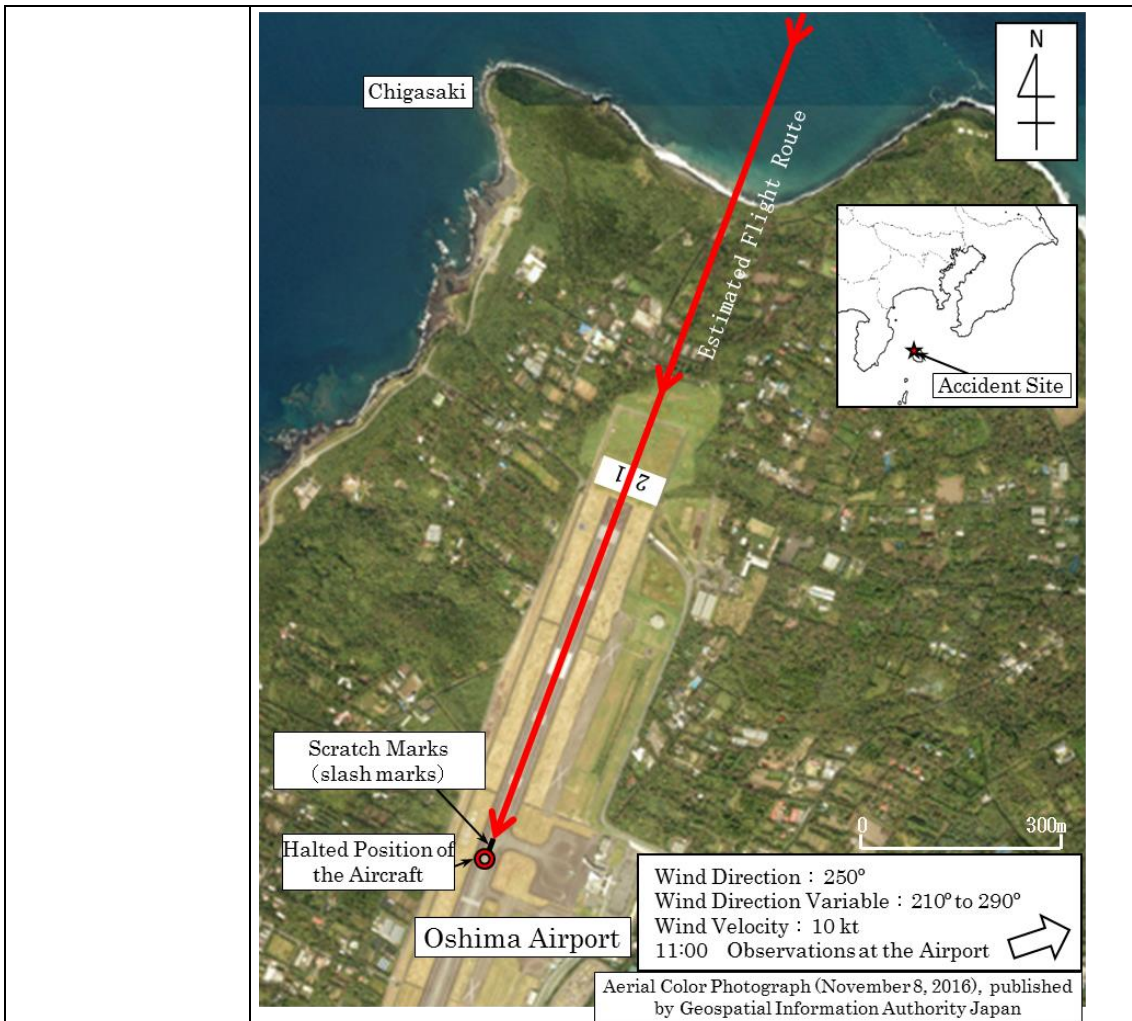 Chigasaki
N
Estimated Flight Route
Accident Site
21
Scratch Marks
(slash marks)
Halted Position of
the Aircraft
0 300m
Oshima Airport
Wind Direction : 250°
Wind Direction Variable : 210° to 290°
Wind Velocity : 10 kt
11:00 Observations at the Airport
Aerial Color Photograph (November 8, 2016), published
by Geospatial Information Authority Japan